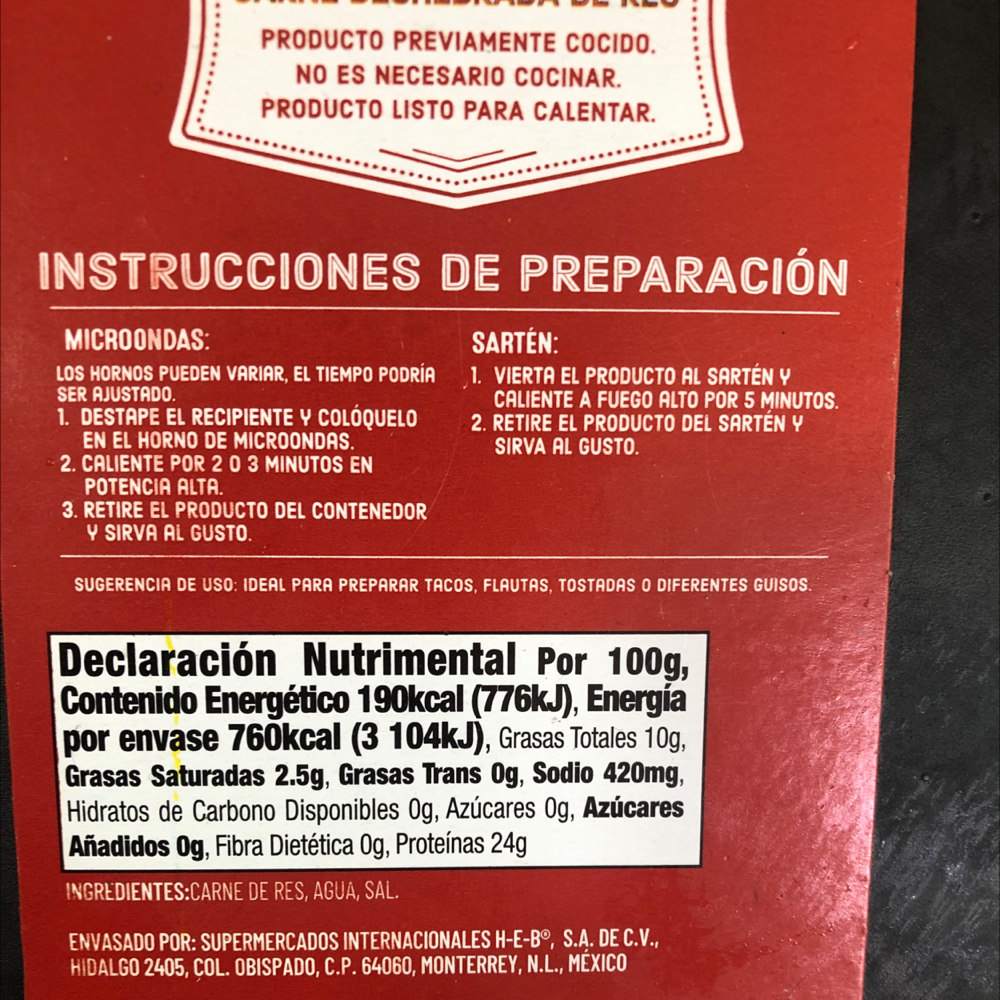 CARNE DESHEBRADA DE RES
PRODUCTO PREVIAMENTE COCIDO.
NO ES NECESARIO COCINAR.
PRODUCTO LISTO PARA CALENTAR.
INSTRUCCIONES DE PREPARACIÓN
MICROONDAS:
LOS HORNOS PUEDEN VARIAR, EL TIEMPO PODRÍA
SER AJUSTADO.
1. DESTAPE EL RECIPIENTE Y COLÓQUELO
EN EL HORNO DE MICROONDAS.
2. CALIENTE POR 2 O 3 MINUTOS EN
POTENCIA ALTA.
3. RETIRE EL PRODUCTO DEL CONTENEDOR
Y SIRVA AL GUSTO.
SARTÉN:
1. VIERTA EL PRODUCTO AL SARTÉN Y
CALIENTE A FUEGO ALTO POR 5 MINUTOS.
2. RETIRE EL PRODUCTO DEL SARTÉN Y
SIRVA AL GUSTO.
SUGERENCIA DE USO: IDEAL PARA PREPARAR TACOS, FLAUTAS, TOSTADAS O DIFERENTES GUISOS.
Declaración Nutrimental Por 100g,
Contenido Energético 190kcal (776kJ), Energía
por envase 760kcal (3 104kJ), Grasas Totales 10g,
Grasas Saturadas 2.5g, Grasas Trans 0g, Sodio 420mg,
Hidratos de Carbono Disponibles 0g, Azúcares 0g, Azúcares
Añadidos 0g, Fibra Dietética 0g, Proteínas 24g
INGREDIENTES:CARNE DE RES, AGUA, SAL.
ENVASADO POR: SUPERMERCADOS INTERNACIONALES H-E-B®, S.A. DE C.V.,
HIDALGO 2405, COL. OBISPADO, C.P. 64060, MONTERREY, N.L., MÉXICO